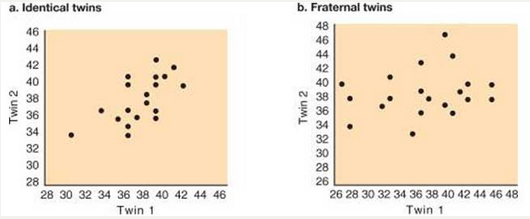 a. Identical twins
46
44
42
40
38
36
34
32
30
28
Twin 2
28 30 32 34 36 38 40 42 44 46
Twin 1
b. Fraternal twins
48
46
44
42
40
38
36
34
32
30
28
26
Twin 2
26 28 30 32 34 36 38 40 42 44 46 48
Twin 1